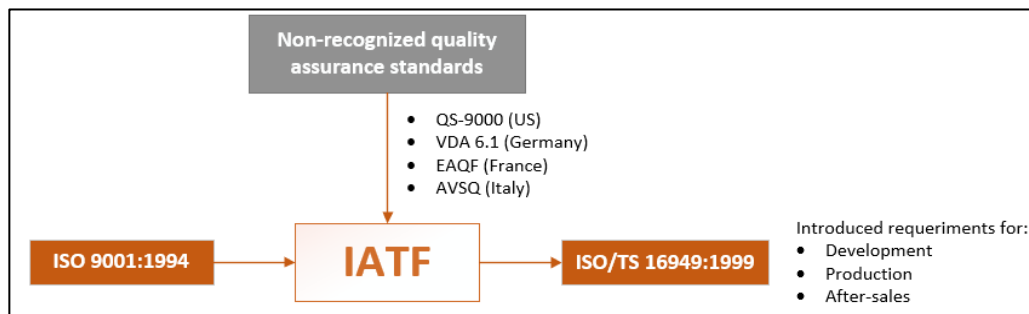 Non-recognized quality
assurance standards
• QS-9000 (US)
• VDA 6.1 (Germany)
• EAQF (France)
• AVSQ (Italy)
ISO 9001:1994
IATF
ISO/TS 16949:1999
Introduced requeriments for:
• Development
• Production
• After-sales